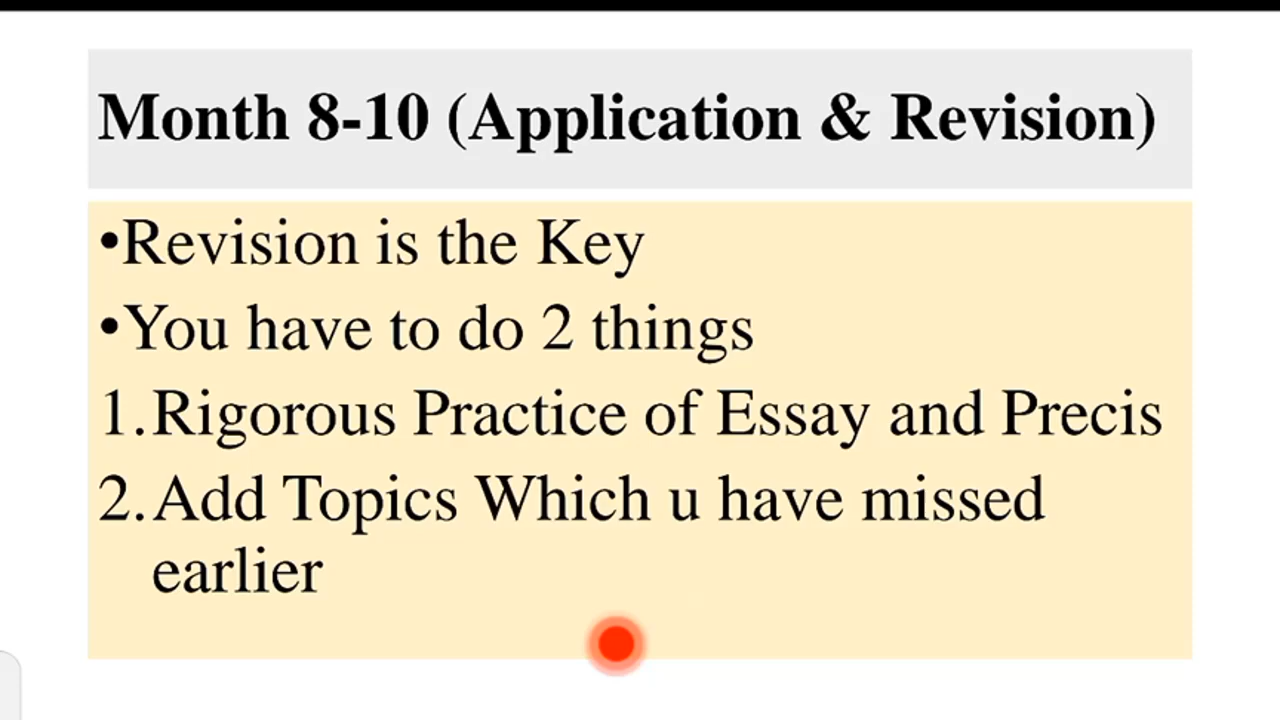 Month 8-10 (Application & Revision)
•Revision is the Key
•You have to do 2 things
1.Rigorous Practice of Essay and Precis
2.Add Topics Which u have missed
earlier